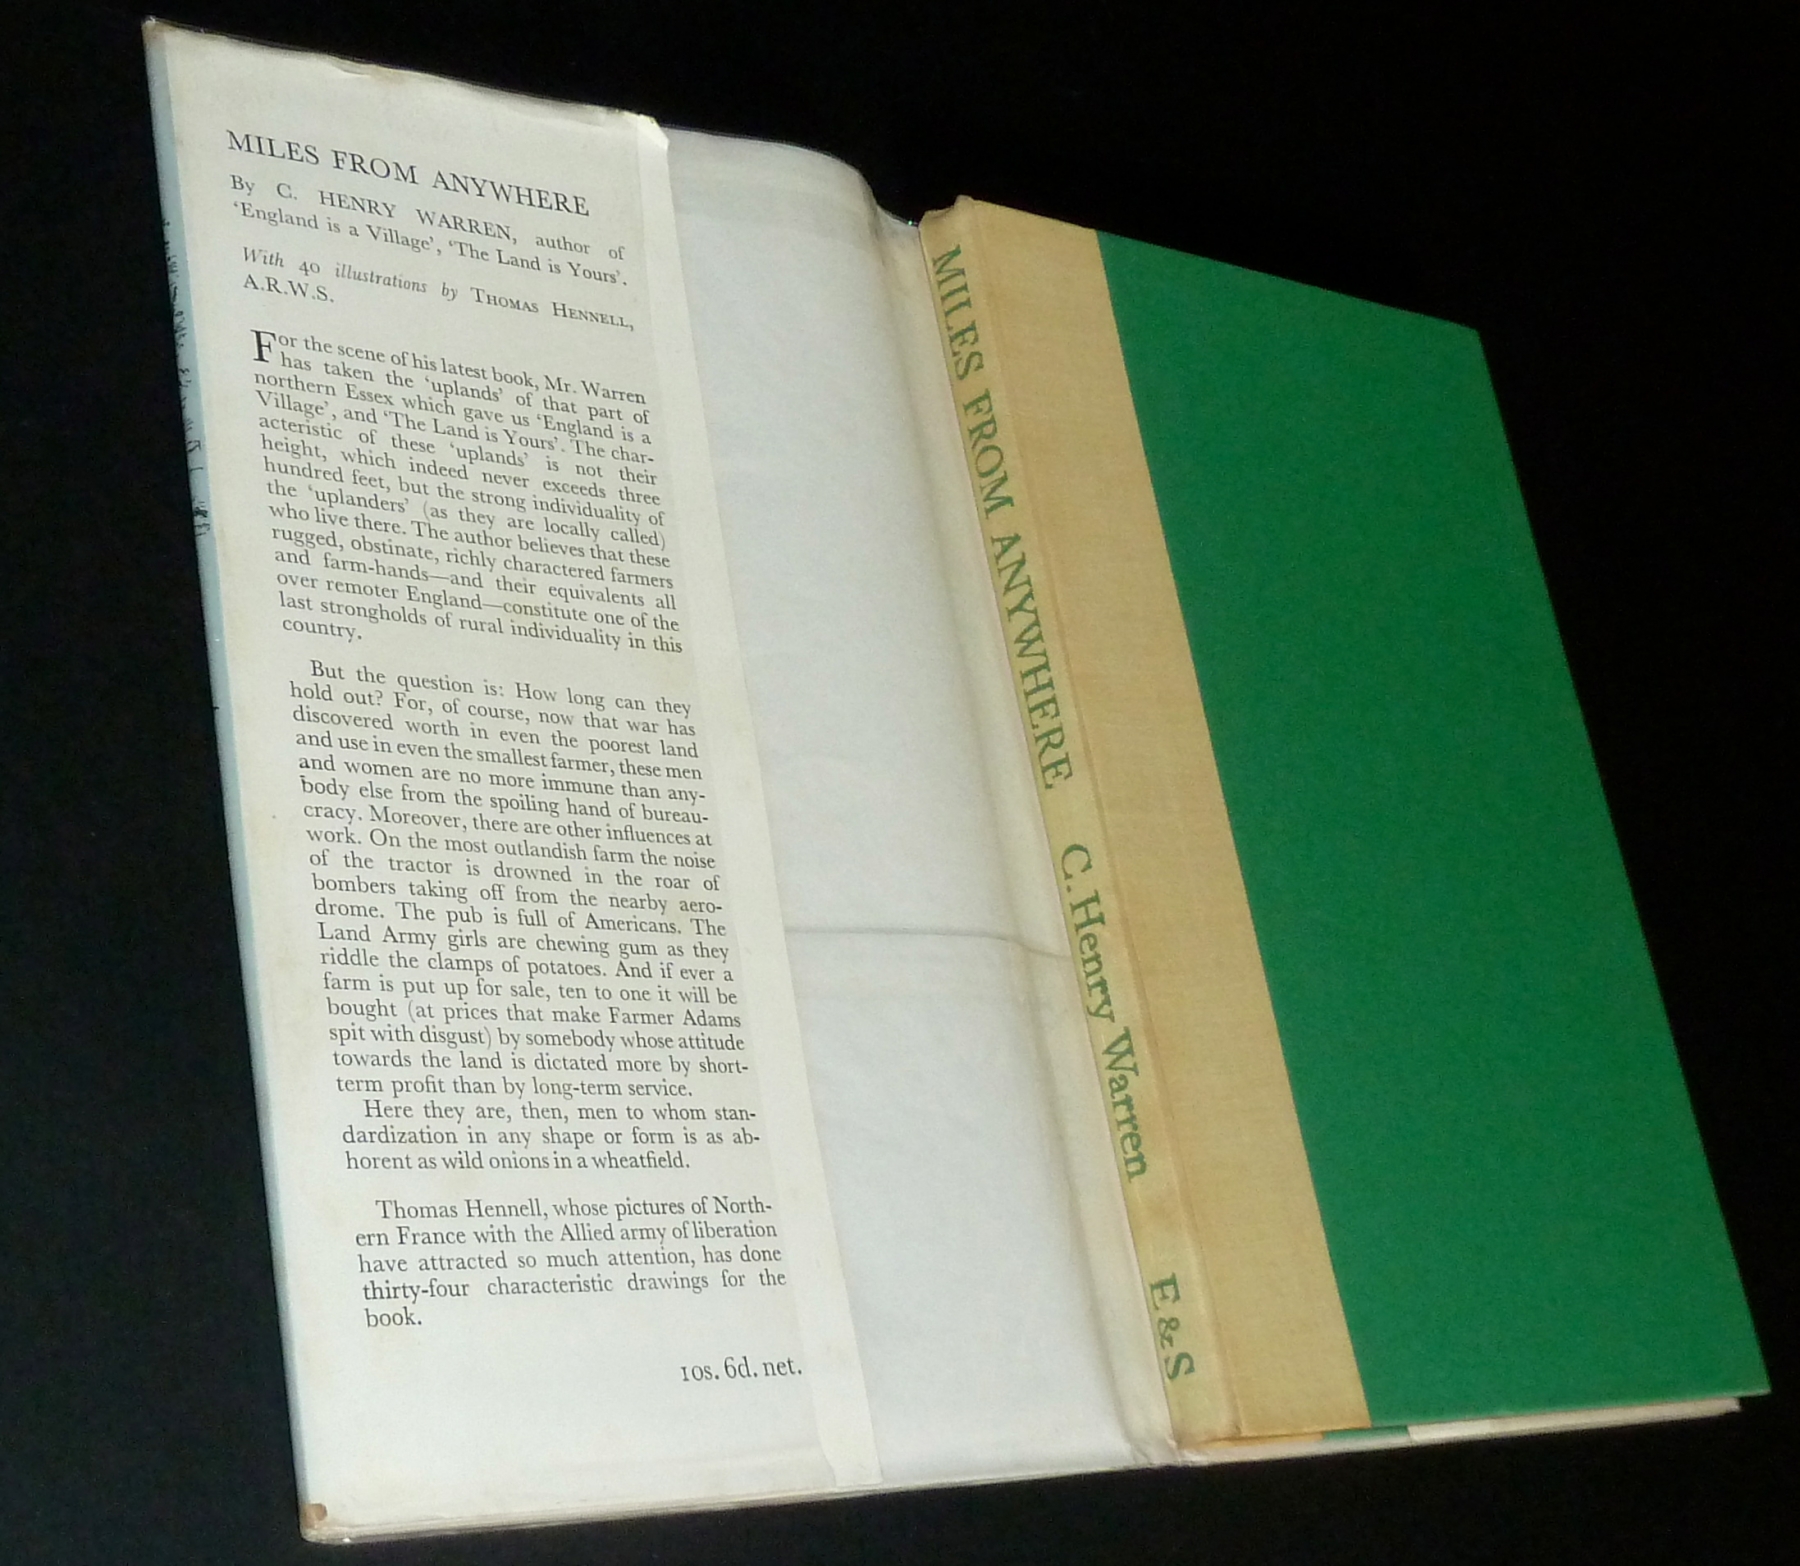 MILES FROM ANYWHERE
By C. HENRY WARREN, author of
'England is a Village', 'The Land is Yours'.
With 40 illustrations by THOMAS HENNELL,
A.R.W.S.
For the scene of his latest book, Mr. Warren
has taken the 'uplands' of that part of
northern Essex which gave us 'England is a
Village', and 'The Land is Yours'. The char-
acteristic of these 'uplands' is not their
height, which indeed never exceeds three
hundred feet, but the strong individuality of
the 'uplanders' (as they are locally called)
who live there. The author believes that these
rugged, obstinate, richly charactered farmers
and farm-hands—and their equivalents all
over remoter England—constitute one of the
last strongholds of rural individuality in this
country.
But the question is: How long can they
hold out? For, of course, now that war has
discovered worth in even the poorest land
and use in even the smallest farmer, these men
and women are no more immune than any-
body else from the spoiling hand of bureau-
cracy. Moreover, there are other influences at
work. On the most outlandish farm the noise
of the tractor is drowned in the roar of
bombers taking off from the nearby aero-
drome. The pub is full of Americans. The
Land Army girls are chewing gum as they
riddle the clamps of potatoes. And if ever a
farm is put up for sale, ten to one it will be
bought (at prices that make Farmer Adams
spit with disgust) by somebody whose attitude
towards the land is dictated more by short-
term profit than by long-term service.
Here they are, then, men to whom stan-
dardization in any shape or form is as ab-
horent as wild onions in a wheatfield.
Thomas Hennell, whose pictures of North-
ern France with the Allied army of liberation
have attracted so much attention, has done
thirty-four characteristic drawings for the
book.
10s. 6d. net.
MILES FROM ANYWHERE C. Henry Warren E & S